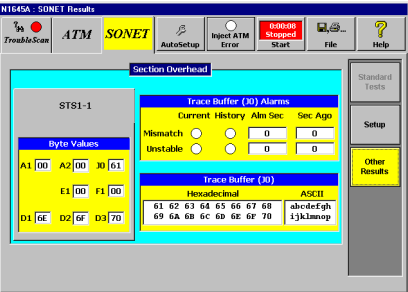 N1645A : SONET Results
TroubleScan
ATM
SONET
AutoSetup
Inject ATM
Error
0:00:08
Stopped
Start
File
Help
Section Overhead
STS1-1
Byte Values
A1 00 A2 00 J0 61
E1 00 F1 00
D1 6E D2 6F D3 70
Trace Buffer (J0) Alarms
Current History Alm Sec Sec Ago
Mismatch 0 0
Unstable 0 0
Trace Buffer (J0)
Hexadecimal ASCII
61 62 63 64 65 66 67 68 abcdefgh
69 6A 6B 6C 6D 6E 6F 70 ijklmnop
Standard
Tests
Setup
Other
Results